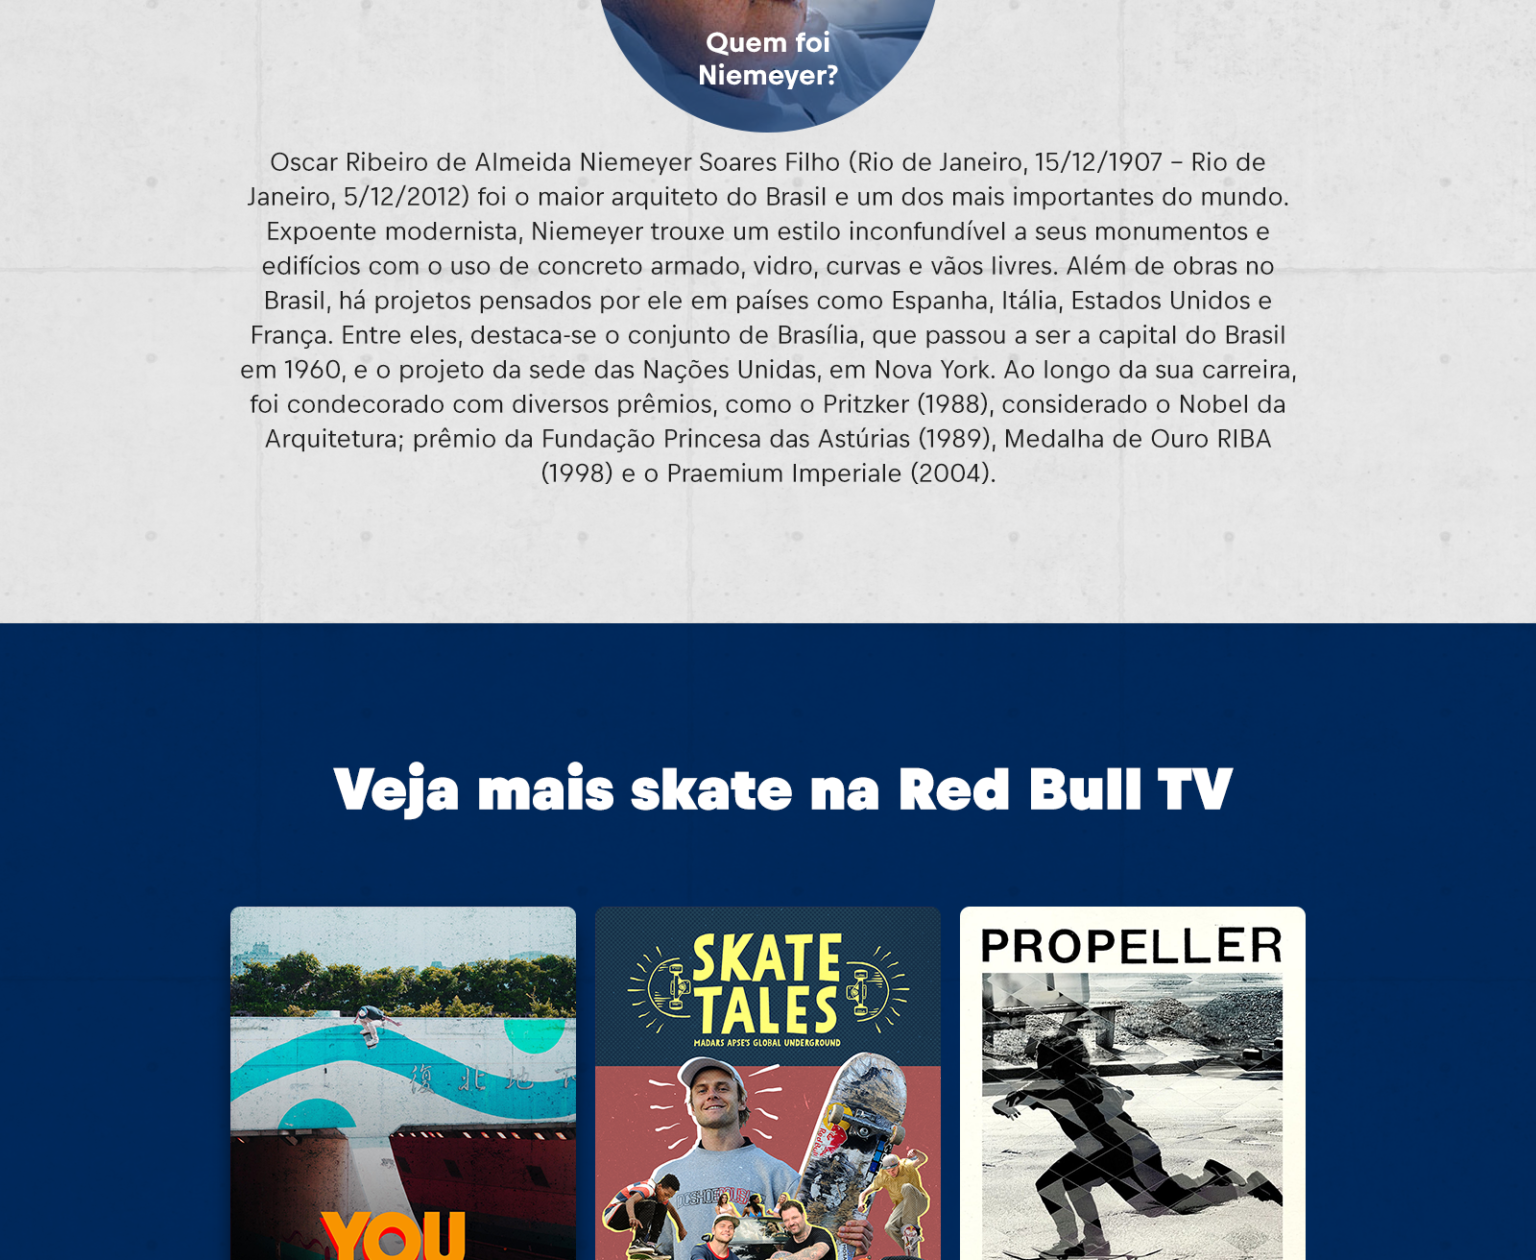 Quem foi
Niemeyer?
Oscar Ribeiro de Almeida Niemeyer Soares Filho (Rio de Janeiro, 15/12/1907 – Rio de
Janeiro, 5/12/2012) foi o maior arquiteto do Brasil e um dos mais importantes do mundo.
Expoente modernista, Niemeyer trouxe um estilo inconfundível a seus monumentos e
edifícios com o uso de concreto armado, vidro, curvas e vãos livres. Além de obras no
Brasil, há projetos pensados por ele em países como Espanha, Itália, Estados Unidos e
França. Entre eles, destaca-se o conjunto de Brasília, que passou a ser a capital do Brasil
em 1960, e o projeto da sede das Nações Unidas, em Nova York. Ao longo da sua carreira,
foi condecorado com diversos prêmios, como o Pritzker (1988), considerado o Nobel da
Arquitetura; prêmio da Fundação Princesa das Astúrias (1989), Medalha de Ouro RIBA
(1998) e o Praemium Imperiale (2004).
Veja mais skate na Red Bull TV
復北地下
YOU
SKATE
TALES
MADARS APSE'S GLOBAL UNDERGROUND
PROPELLER